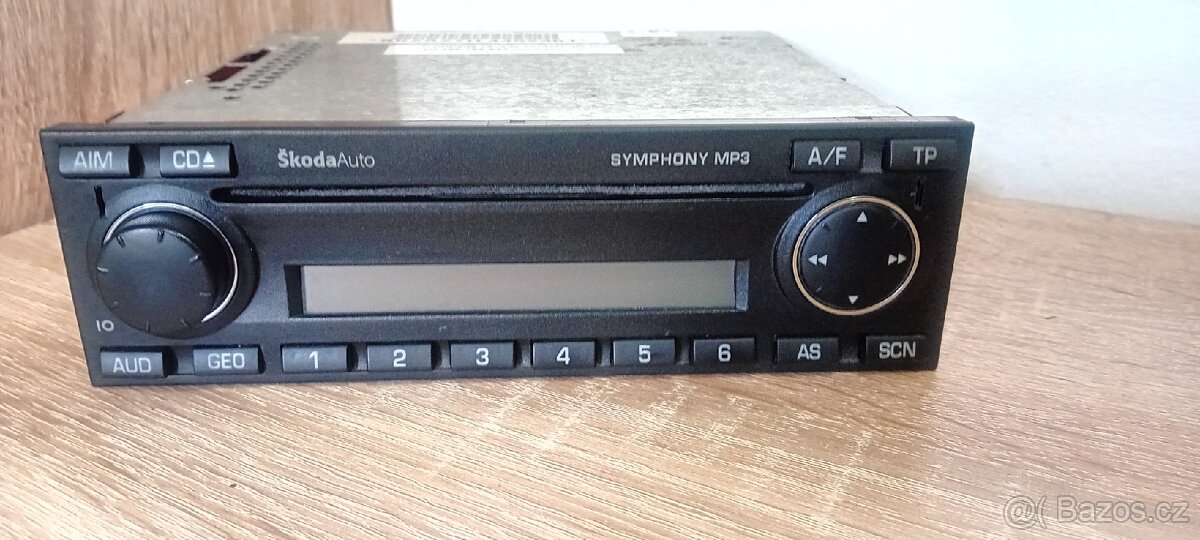 AIM CD ŠkodaAuto SYMPHONY MP3 A/F TP
IO
AUD GEO 1 2 3 4 5 6 AS SCN
@( Bazos.cz